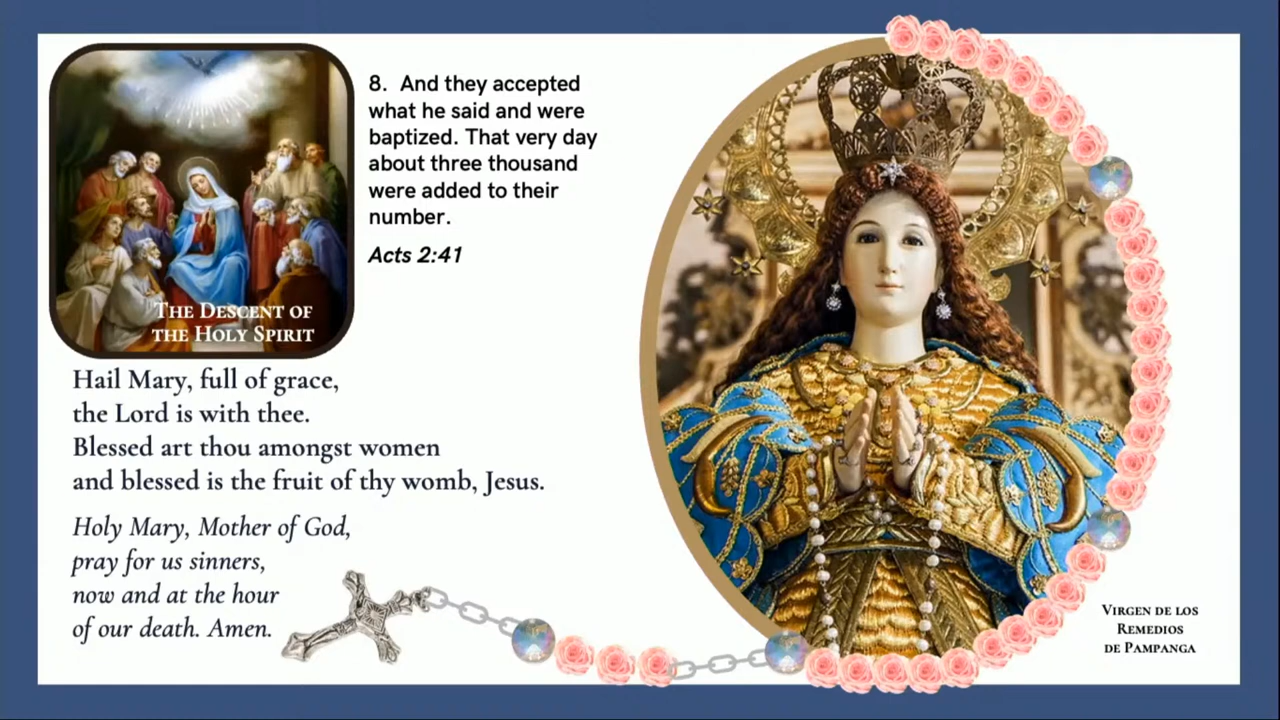 THE DESCENT OF
THE HOLY SPIRIT
8. And they accepted
what he said and were
baptized. That very day
about three thousand
were added to their
number.
Acts 2:41
Hail Mary, full of grace,
the Lord is with thee.
Blessed art thou amongst women
and blessed is the fruit of thy womb, Jesus.
Holy Mary, Mother of God,
pray for us sinners,
now and at the hour
of our death. Amen.
VIRGEN DE LOS
REMEDIOS
DE PAMPANGA